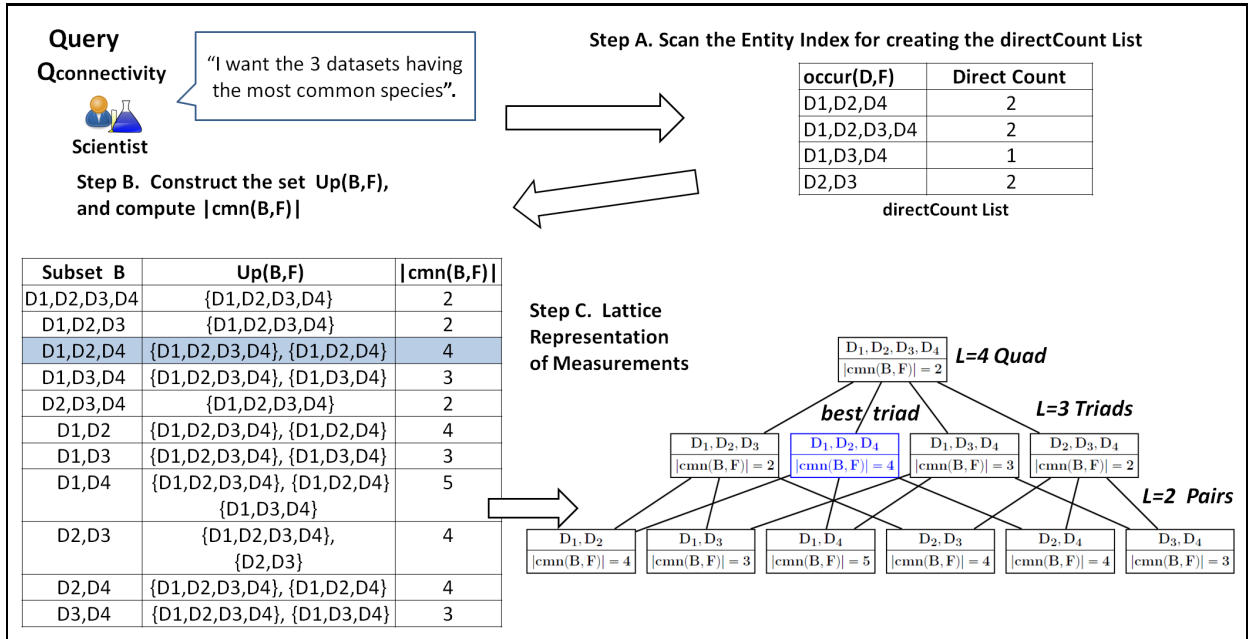 Query
Qconnectivity
Scientist
“I want the 3 datasets having
the most common species”.
Step A. Scan the Entity Index for creating the directCount List
occur(D,F) Direct Count
D1,D2,D4 2
D1,D2,D3,D4 2
D1,D3,D4 1
D2,D3 2
directCount List
Step B. Construct the set Up(B,F),
and compute |cmn(B,F)|
Subset B Up(B,F) |cmn(B,F)|
D1,D2,D3,D4 {D1,D2,D3,D4} 2
D1,D2,D3 {D1,D2,D3,D4} 2
D1,D2,D4 {D1,D2,D3,D4}, {D1,D2,D4} 4
D1,D3,D4 {D1,D2,D3,D4}, {D1,D3,D4} 3
D2,D3,D4 {D1,D2,D3,D4} 2
D1,D2 {D1,D2,D3,D4}, {D1,D2,D4} 4
D1,D3 {D1,D2,D3,D4}, {D1,D3,D4} 3
D1,D4 {D1,D2,D3,D4}, {D1,D2,D4} 5
{D1,D3,D4}
D2,D3 {D1,D2,D3,D4}, 4
{D2,D3}
D2,D4 {D1,D2,D3,D4}, {D1,D2,D4} 4
D3,D4 {D1,D2,D3,D4}, {D1,D3,D4} 3
Step C. Lattice
Representation
of Measurements
D₁, D₂, D₃, D₄
|cmn(B, F)| = 2
L=4 Quad
best triad
L=3 Triads
D₁, D₂, D₃ D₁, D₂, D₄ D₁, D₃, D₄ D₂, D₃, D₄
|cmn(B, F)| = 2 |cmn(B, F)| = 4 |cmn(B, F)| = 3 |cmn(B, F)| = 2
L=2 Pairs
D₁, D₂ D₁, D₃ D₁, D₄ D₂, D₃ D₂, D₄ D₃, D₄
|cmn(B, F)| = 4 |cmn(B, F)| = 3 |cmn(B, F)| = 5 |cmn(B, F)| = 4 |cmn(B, F)| = 4 |cmn(B, F)| = 3